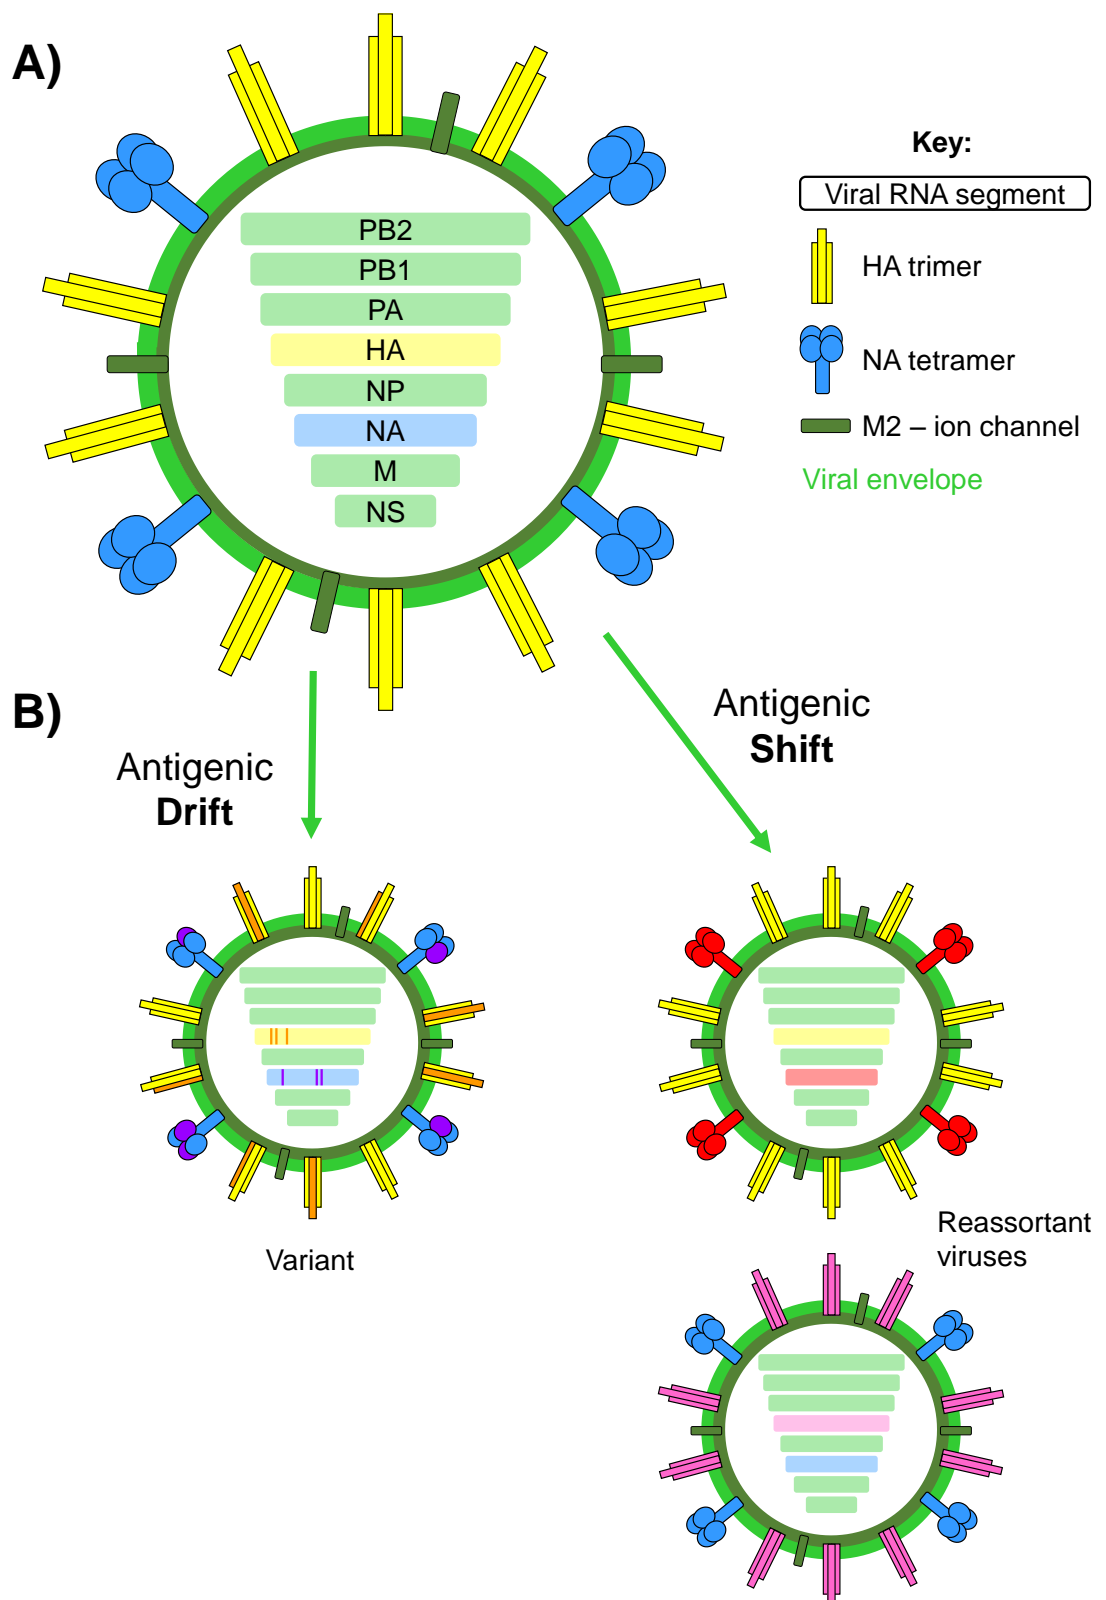 A)
Key:
Viral RNA segment
HA trimer
NA tetramer
M2 – ion channel
Viral envelope
PB2
PB1
PA
HA
NP
NA
M
NS
B)
Antigenic
Drift
Antigenic
Shift
Variant
Reassortant
viruses